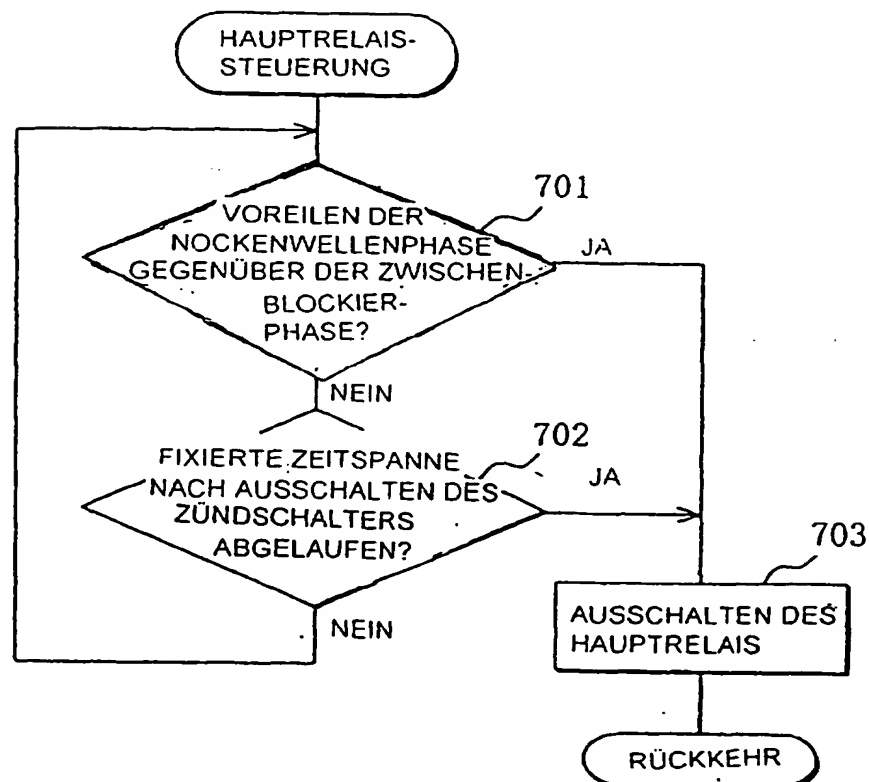 HAUPTRELAIS-
STEUERUNG
701
VOREILEN DER
NOCKENWELLENPHASE
GEGENÜBER DER ZWISCHEN-
BLOCKIER-
PHASE?
JA
NEIN
702
FIXIERTE ZEITSPANNE
NACH AUSSCHALTEN DES
ZÜNDSCHALTERS
ABGELAUFEN?
JA
NEIN
703
AUSSCHALTEN DES
HAUPTRELAIS
RÜCKKEHR